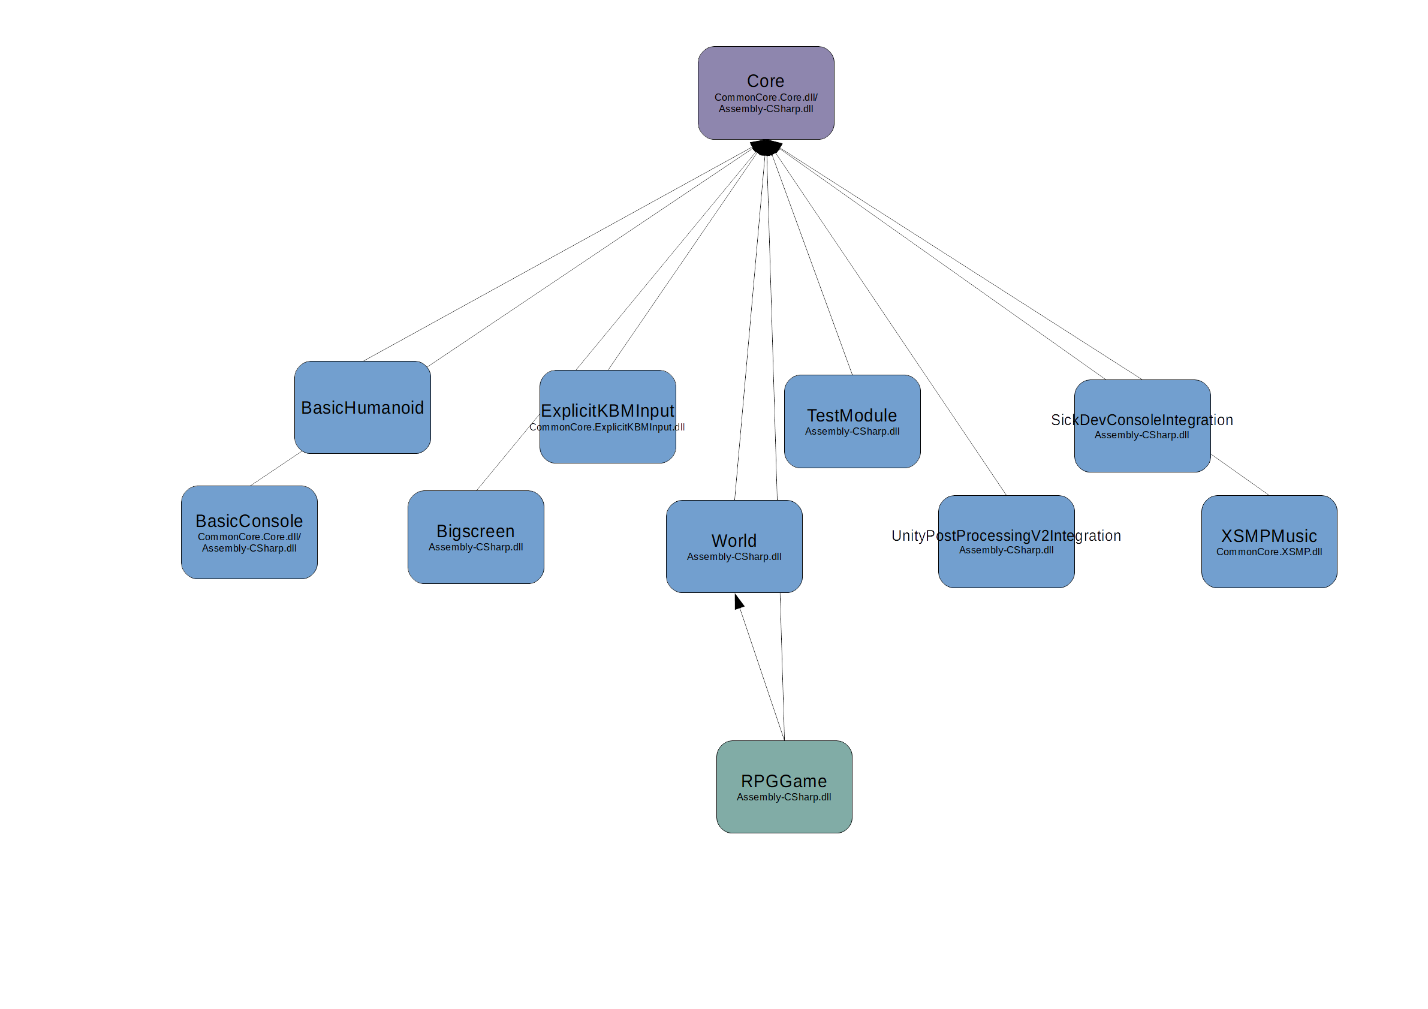 Core
CommonCore.Core.dll/
Assembly-CSharp.dll
BasicHumanoid
ExplicitKBMInput
CommonCore.ExplicitKBMInput.dll
TestModule
Assembly-CSharp.dll
SickDevConsoleIntegration
Assembly-CSharp.dll
BasicConsole
CommonCore.Core.dll/
Assembly-CSharp.dll
Bigscreen
Assembly-CSharp.dll
World
Assembly-CSharp.dll
UnityPostProcessingV2Integration
Assembly-CSharp.dll
XSMPMusic
CommonCore.XSMP.dll
RPGGame
Assembly-CSharp.dll